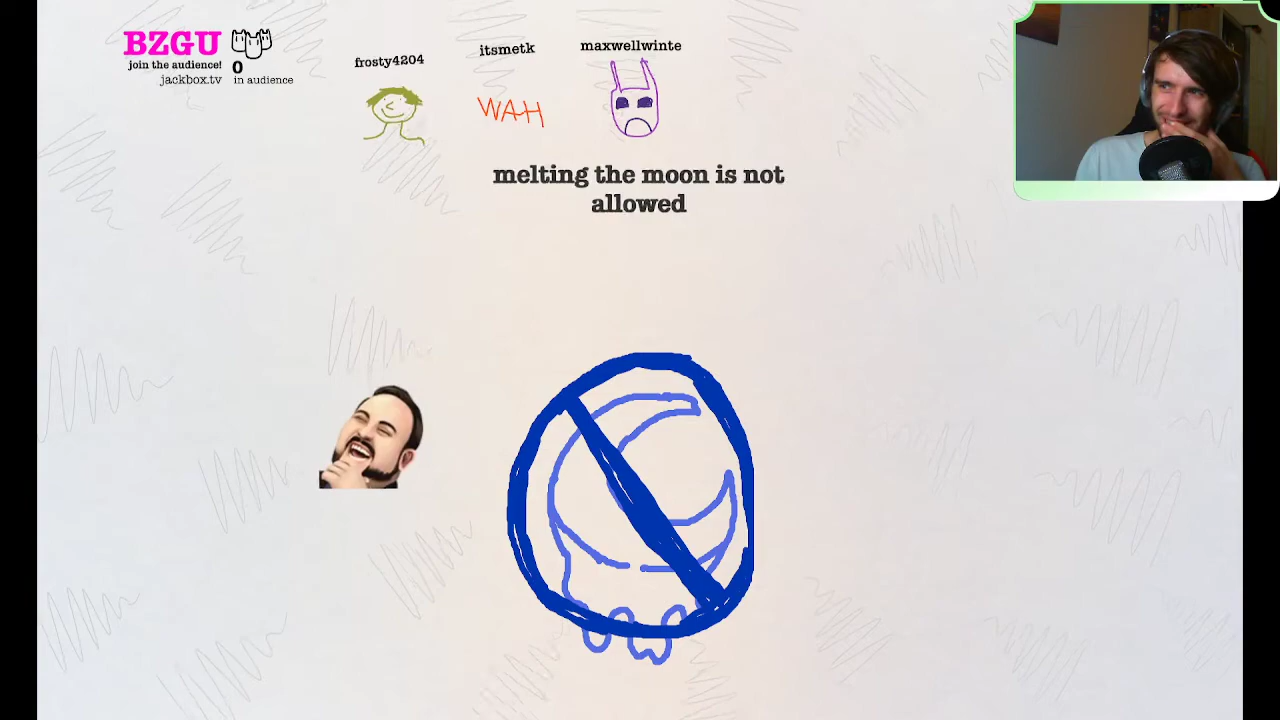 BZGU
join the audience!
jackbox.tv
0
in audience
frosty4204
itsmetk
WAH
maxwellwinte
melting the moon is not
allowed